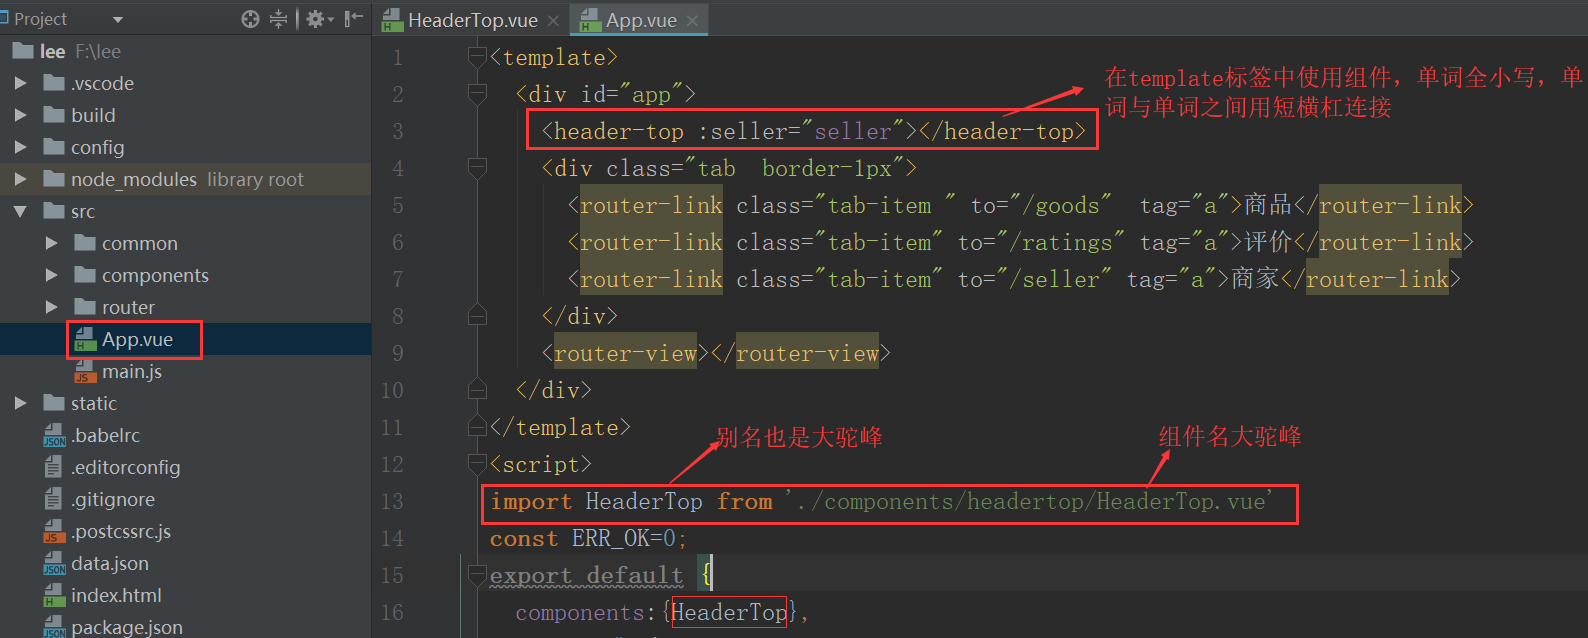 Project
HeaderTop.vue
App.vue
lee F:\lee
.vscode
build
config
node_modules library root
src
common
components
router
App.vue
main.js
static
.babelrc
.editorconfig
.gitignore
.postcssrc.js
data.json
index.html
package.json
1 <template>
2 <div id="app">
在template标签中使用组件，单词全小写，单
词与单词之间用短横杠连接
3 <header-top :seller="seller"></header-top>
4 <div class="tab  border-1px">
5 <router-link class="tab-item " to="/goods"  tag="a">商品</router-link>
6 <router-link class="tab-item" to="/ratings" tag="a">评价</router-link>
7 <router-link class="tab-item" to="/seller" tag="a">商家</router-link>
8 </div>
9 <router-view></router-view>
10 </div>
11 </template>
别名也是大驼峰
组件名大驼峰
12 <script>
13 import HeaderTop from './components/headertop/HeaderTop.vue'
14 const ERR_OK=0;
15 export default {
16 components:{HeaderTop},